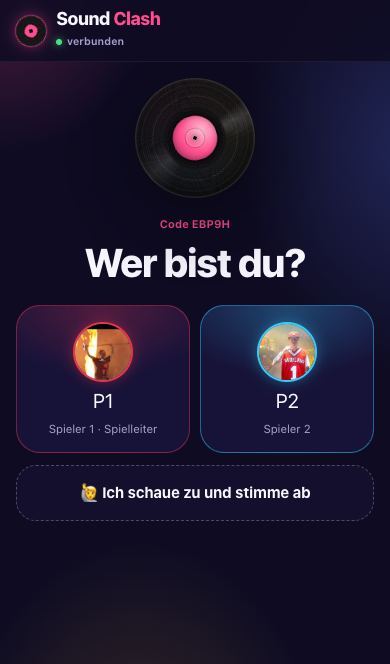 Sound Clash
verbunden
Code EBP9H
Wer bist du?
P1
Spieler 1 · Spielleiter
P2
Spieler 2
🙋 Ich schaue zu und stimme ab